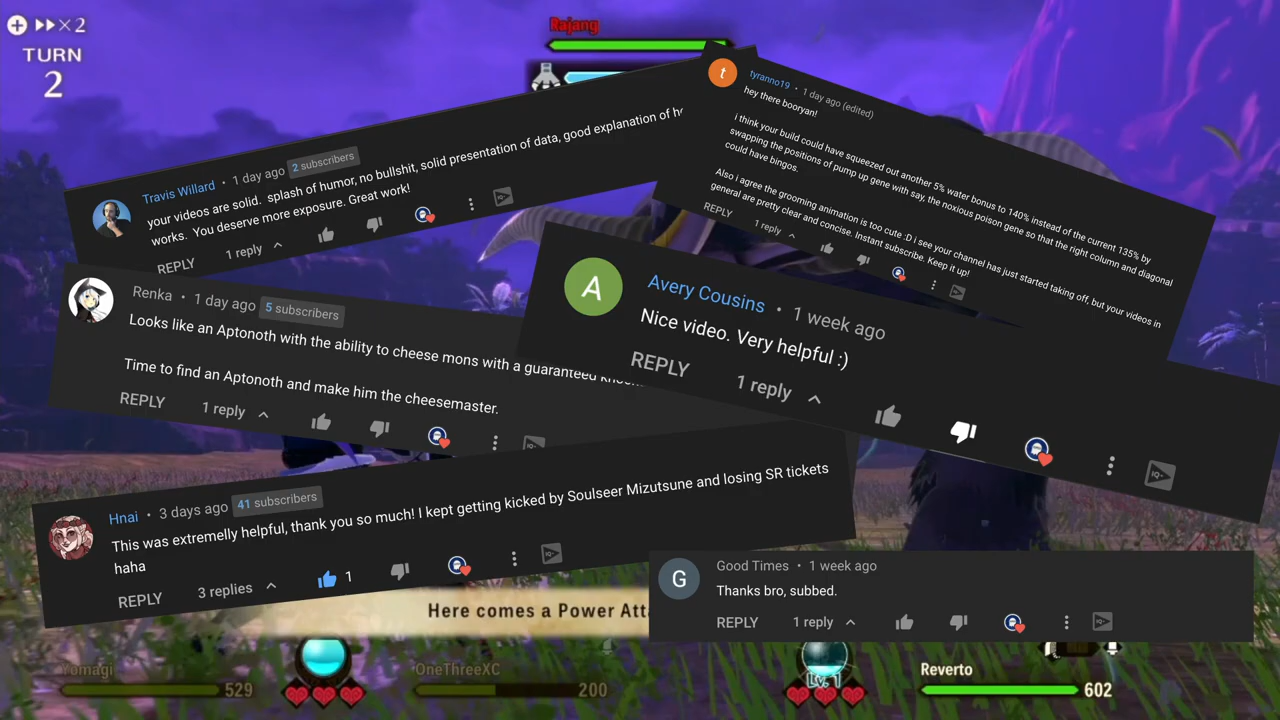 ×2
TURN
2
Rajang
Travis Willard • 1 day ago 2 subscribers
your videos are solid. splash of humor, no bullshit, solid presentation of data, good explanation of
works. You deserve more exposure. Great work!
REPLY 1 reply
tyranno19 • 1 day ago (edited)
hey there booryan!
i think your build could have squeezed out another 5% water bonus to 140% instead of the current 135% by
swapping the positions of pump up gene with say, the noxious poison gene so that the right column and diagonal
could have bingos.
Also i agree the grooming animation is too cute :D i see your channel has just started taking off, but your videos in
general are pretty clear and concise. Instant subscribe. Keep it up!
REPLY 1 reply
Renka • 1 day ago 5 subscribers
Looks like an Aptonoth with the ability to cheese mons with a guaranteed
Time to find an Aptonoth and make him the cheesemaster.
REPLY 1 reply
A
Avery Cousins • 1 week ago
Nice video. Very helpful :)
REPLY 1 reply
Hnai • 3 days ago 41 subscribers
This was extremelly helpful, thank you so much! I kept getting kicked by Soulseer Mizutsune and losing SR tickets
haha
REPLY 3 replies 1
G
Good Times • 1 week ago
Thanks bro, subbed.
REPLY 1 reply
Here comes a Power
Yomagi 529
OneThreeXC 200
Lv. 1
Reverto 602